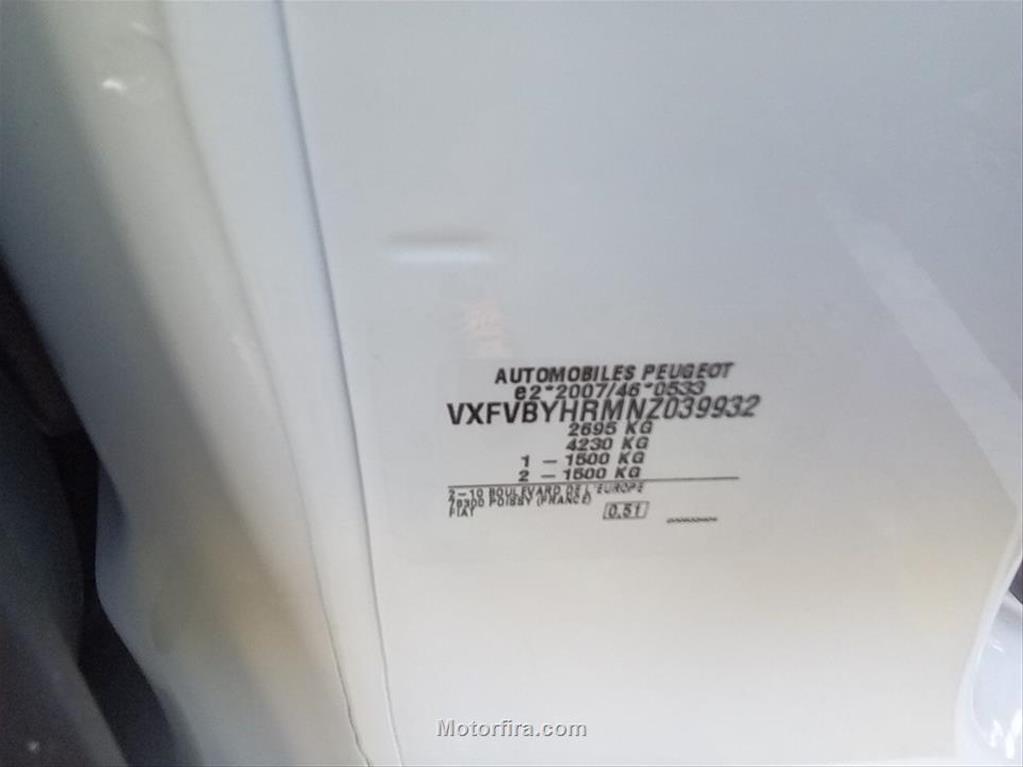 AUTOMOBILES PEUGEOT
e2*2007/46*0533
VXFVBYHRMNZ039932
2695 KG
4230 KG
1 - 1500 KG
2 - 1500 KG
2-10 BOULEVARD DE L'EUROPE
78300 POISSY (FRANCE)
FIAT
0.51
Motorfira.com